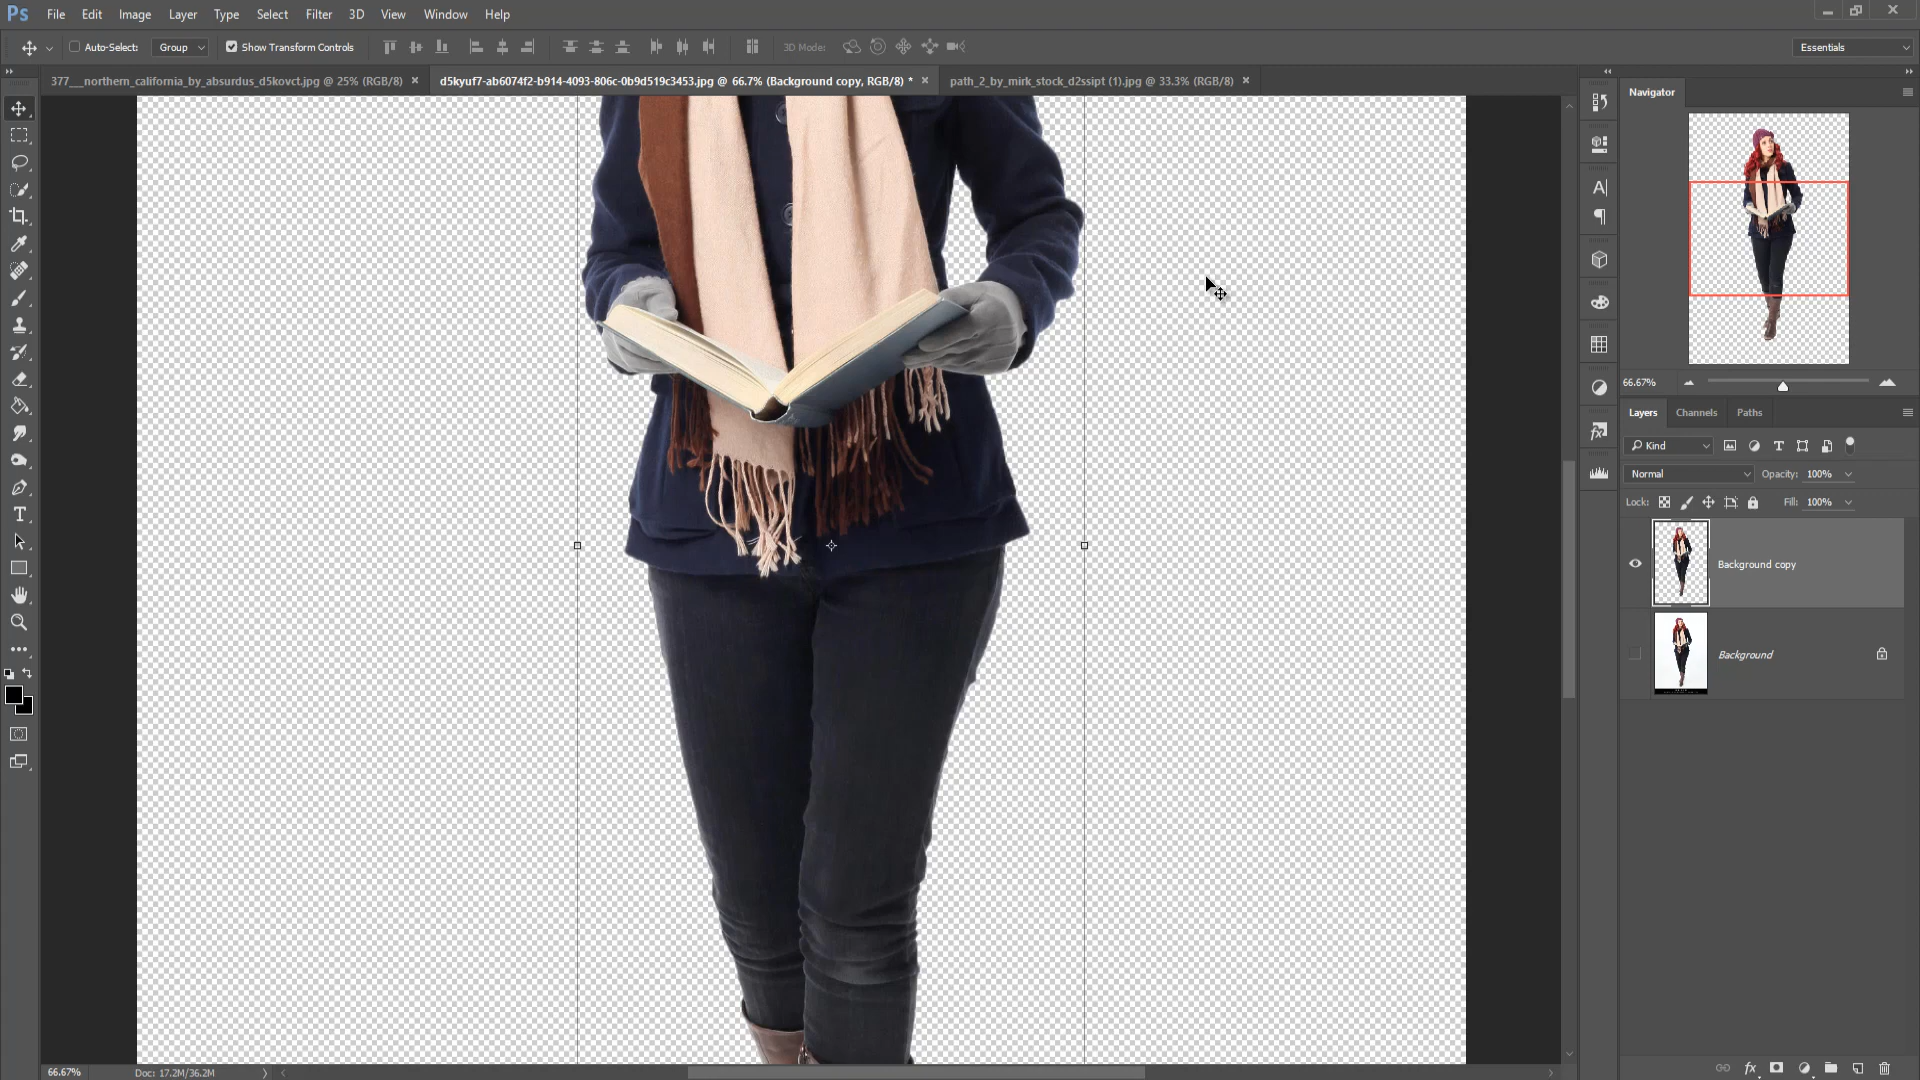 Ps File Edit Image Layer Type Select Filter 3D View Window Help
Auto-Select: Group Show Transform Controls 3D Mode: Essentials
377__northern_california_by_absurdus_d5kovct.jpg @ 25% (RGB/8) × d5kyuf7-ab6074f2-b914-4093-806c-0b9d519c3453.jpg @ 66.7% (Background copy, RGB/8) * × path_2_by_mirk_stock_d2ssipt (1).jpg @ 33.3% (RGB/8) ×
Navigator
66.67%
Layers Channels Paths
Kind
Normal Opacity: 100%
Lock: Fill: 100%
Background copy
Background
66.67% Doc: 17.2M/36.2M